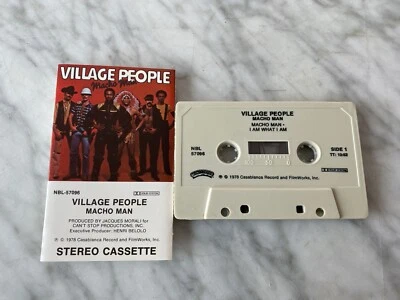 VILLAGE PEOPLE
Macho Man
NBL-57096
VILLAGE PEOPLE
MACHO MAN
PRODUCED BY JACQUES MORALI for
CAN'T STOP PRODUCTIONS, INC.
Executive Producer: HENRI BELOLO
℗. © 1978 Casablanca Record and FilmWorks, Inc.
STEREO CASSETTE
VILLAGE PEOPLE
MACHO MAN
MACHO MAN •
I AM WHAT I AM
NBL
57096
SIDE 1
℗. © 1978 Casablanca Record and FilmWorks, Inc.